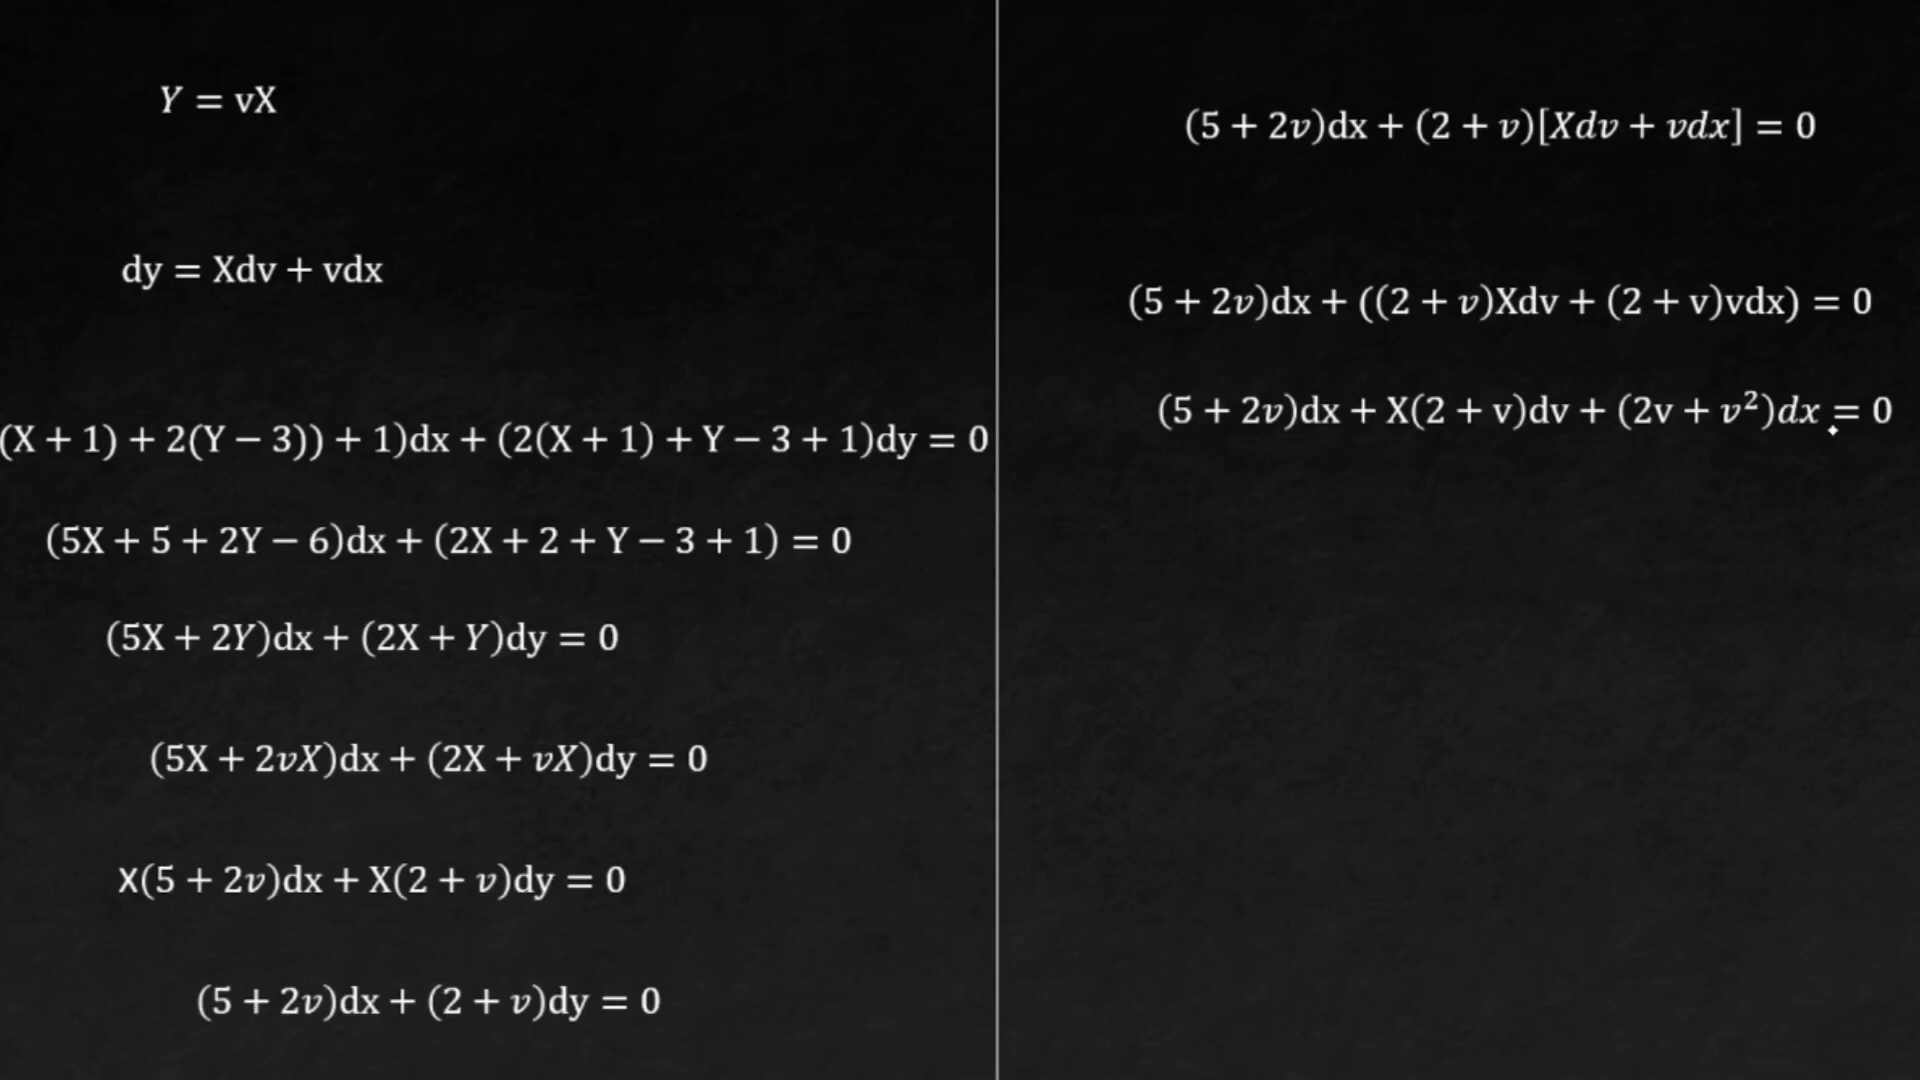 Y = vX
dy = Xdv + vdx
(X + 1) + 2(Y − 3)) + 1)dx + (2(X + 1) + Y − 3 + 1)dy = 0
(5X + 5 + 2Y − 6)dx + (2X + 2 + Y − 3 + 1) = 0
(5X + 2Y)dx + (2X + Y)dy = 0
(5X + 2vX)dx + (2X + vX)dy = 0
X(5 + 2v)dx + X(2 + v)dy = 0
(5 + 2v)dx + (2 + v)dy = 0
(5 + 2v)dx + (2 + v)[Xdv + vdx] = 0
(5 + 2v)dx + ((2 + v)Xdv + (2 + v)vdx) = 0
(5 + 2v)dx + X(2 + v)dv + (2v + v²)dx = 0